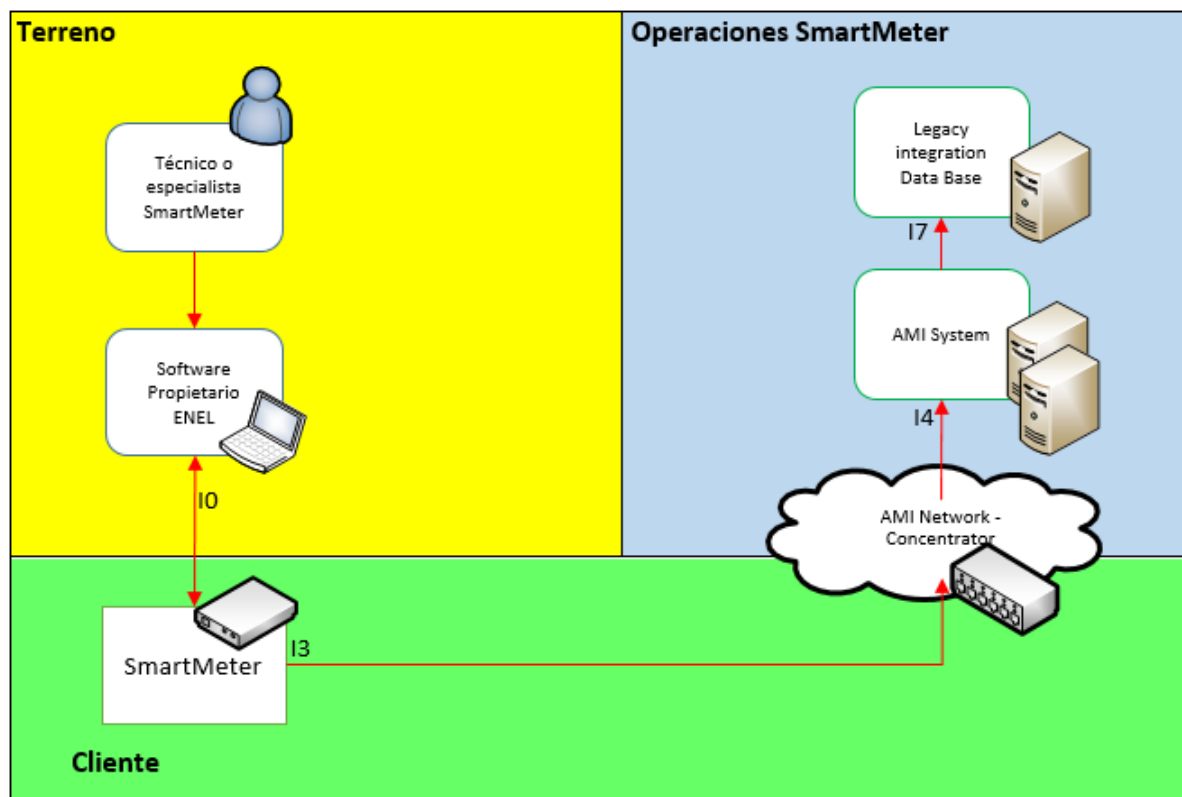 Terreno
Operaciones SmartMeter
Técnico o
especialista
SmartMeter
Legacy
integration
Data Base
I7
Software
Propietario
ENEL
AMI System
I4
I0
AMI Network -
Concentrator
SmartMeter
I3
Cliente